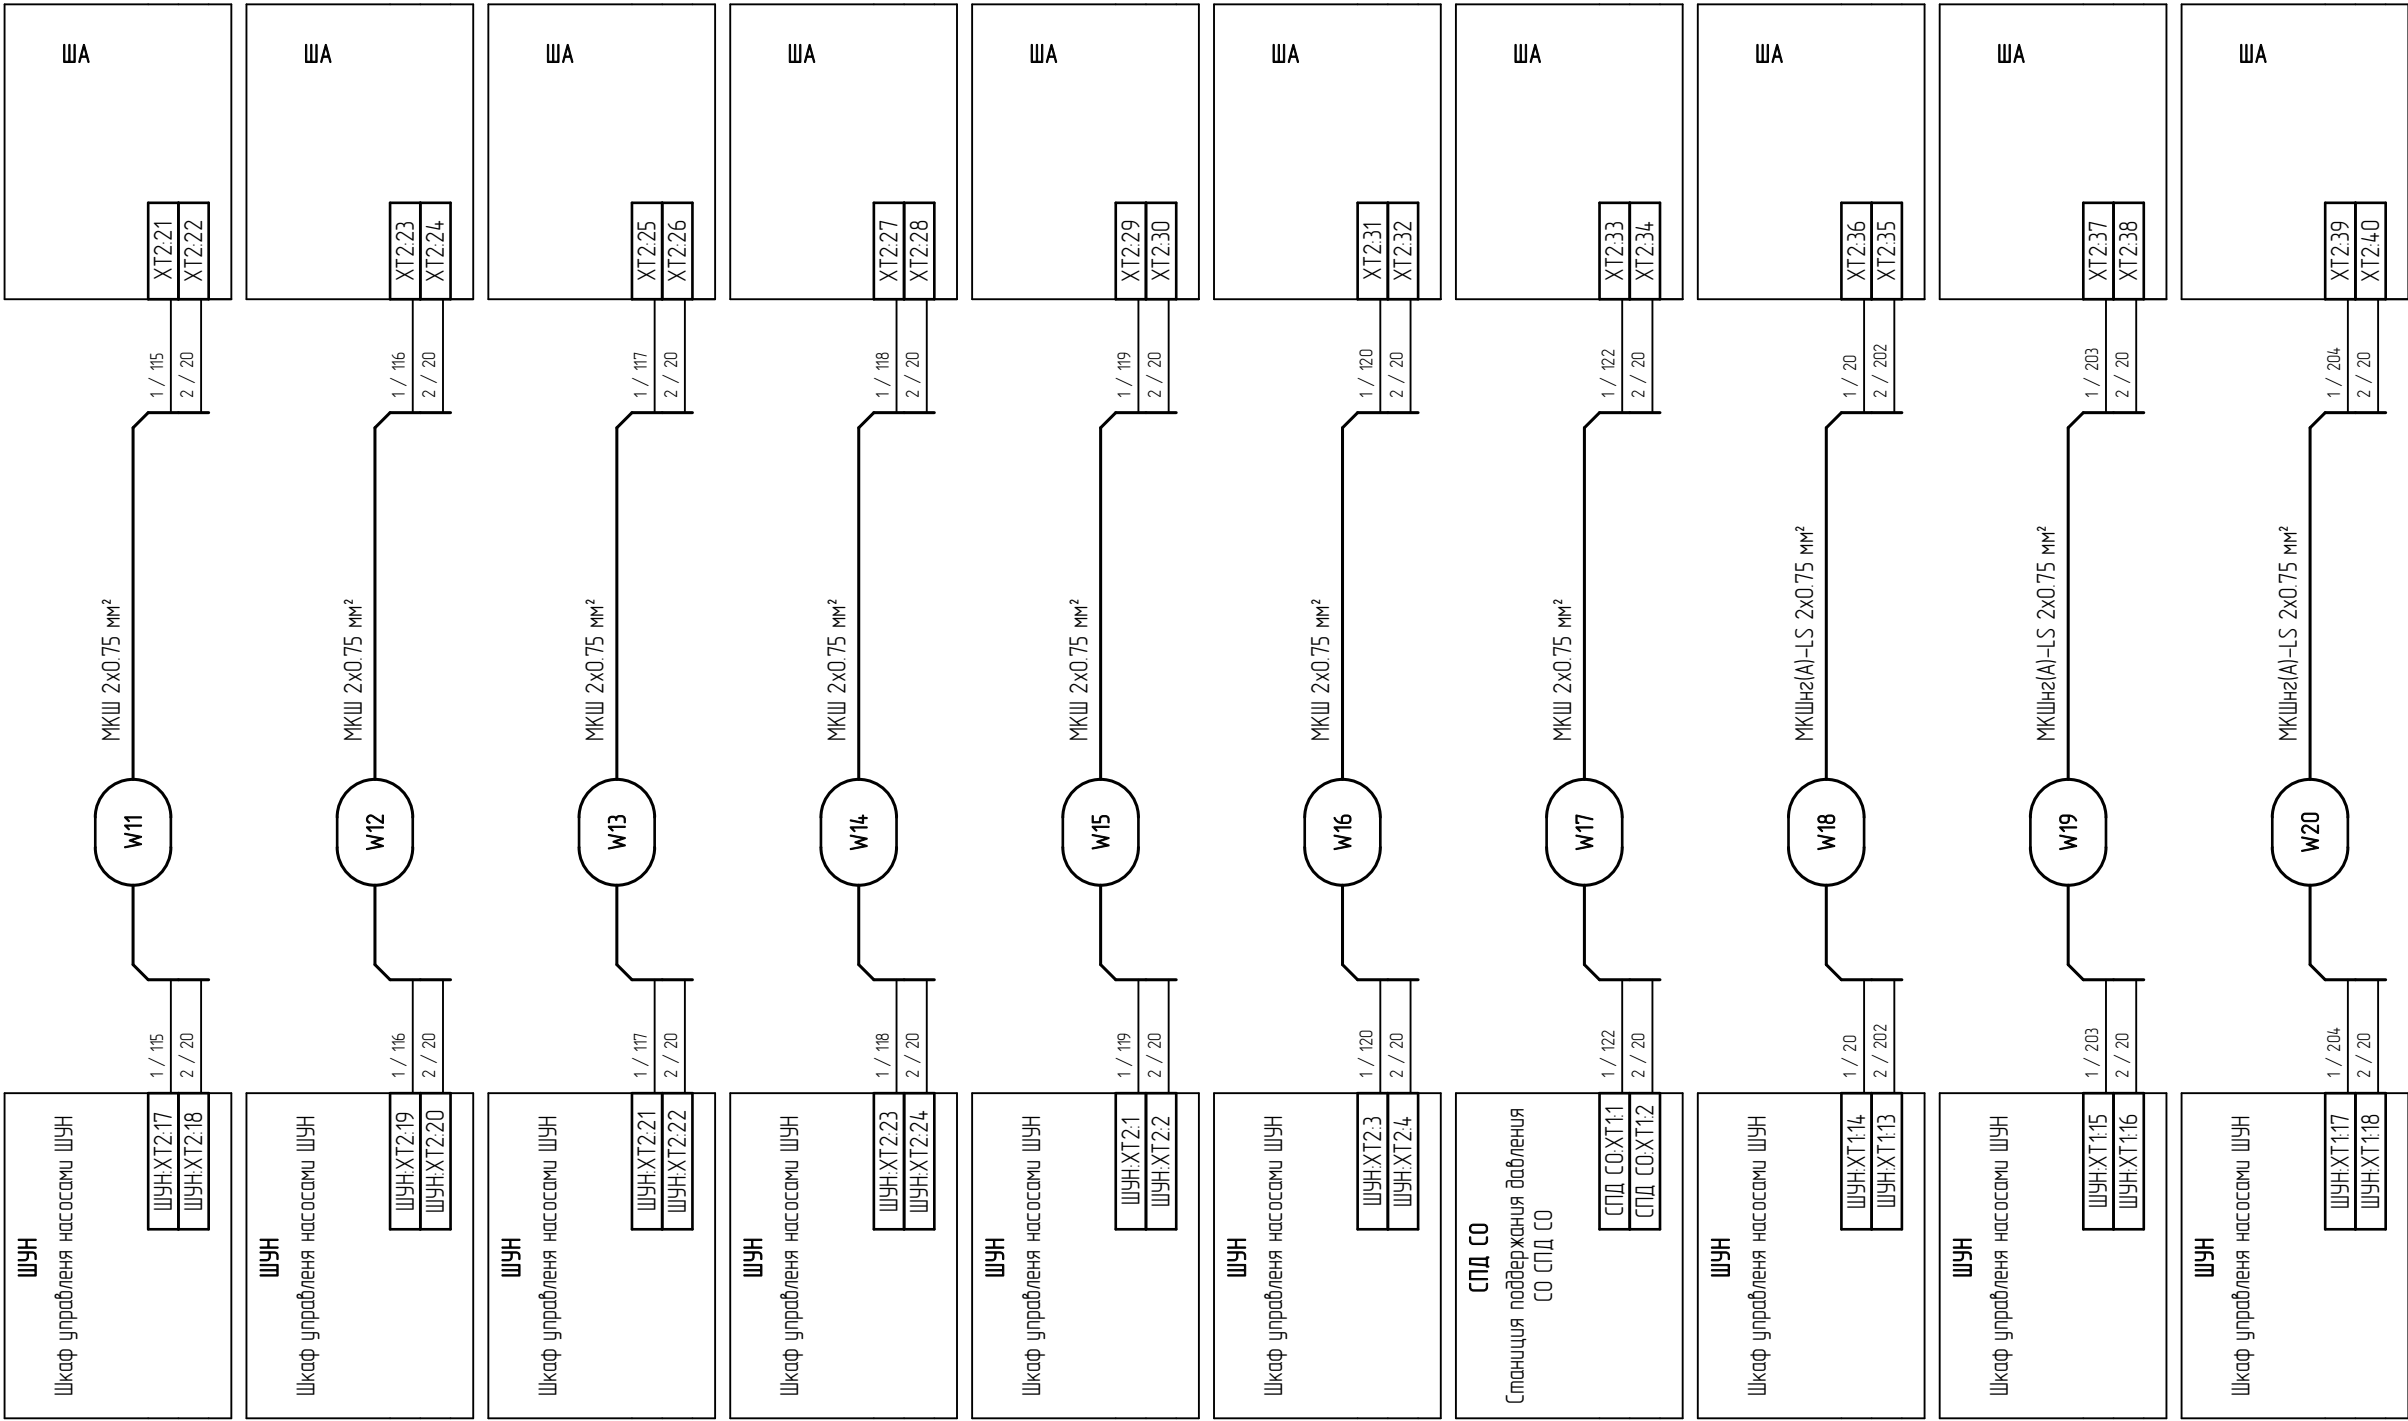 ШУН
Шкаф управленя насосами ШУН
ШУН:XT2:17
ШУН:XT2:18
1 / 115
2 / 20
W11
МКШ 2x0.75 мм²
1 / 115
2 / 20
XT2:21
XT2:22
ША
ШУН
Шкаф управленя насосами ШУН
ШУН:XT2:19
ШУН:XT2:20
1 / 116
2 / 20
W12
МКШ 2x0.75 мм²
1 / 116
2 / 20
XT2:23
XT2:24
ША
ШУН
Шкаф управленя насосами ШУН
ШУН:XT2:21
ШУН:XT2:22
1 / 117
2 / 20
W13
МКШ 2x0.75 мм²
1 / 117
2 / 20
XT2:25
XT2:26
ША
ШУН
Шкаф управленя насосами ШУН
ШУН:XT2:23
ШУН:XT2:24
1 / 118
2 / 20
W14
МКШ 2x0.75 мм²
1 / 118
2 / 20
XT2:27
XT2:28
ША
ШУН
Шкаф управленя насосами ШУН
ШУН:XT2:1
ШУН:XT2:2
1 / 119
2 / 20
W15
МКШ 2x0.75 мм²
1 / 119
2 / 20
XT2:29
XT2:30
ША
ШУН
Шкаф управленя насосами ШУН
ШУН:XT2:3
ШУН:XT2:4
1 / 120
2 / 20
W16
МКШ 2x0.75 мм²
1 / 120
2 / 20
XT2:31
XT2:32
ША
СПД СО
Станиция поддержания давления
СО СПД СО
СПД СО:XT1:1
СПД СО:XT1:2
1 / 122
2 / 20
W17
МКШ 2x0.75 мм²
1 / 122
2 / 20
XT2:33
XT2:34
ША
ШУН
Шкаф управленя насосами ШУН
ШУН:XT1:14
ШУН:XT1:13
1 / 20
2 / 202
W18
МКШнг(А)-LS 2x0.75 мм²
1 / 20
2 / 202
XT2:36
XT2:35
ША
ШУН
Шкаф управленя насосами ШУН
ШУН:XT1:15
ШУН:XT1:16
1 / 203
2 / 20
W19
МКШнг(А)-LS 2x0.75 мм²
1 / 203
2 / 20
XT2:37
XT2:38
ША
ШУН
Шкаф управленя насосами ШУН
ШУН:XT1:17
ШУН:XT1:18
1 / 204
2 / 20
W20
МКШнг(А)-LS 2x0.75 мм²
1 / 204
2 / 20
XT2:39
XT2:40
ША